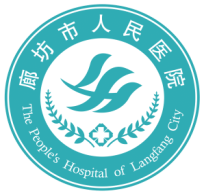 廊坊市人民医院
The People's Hospital of Langfang City